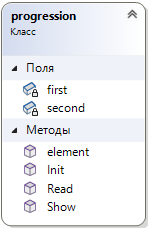 progression
Класс
Поля
first
second
Методы
element
Init
Read
Show